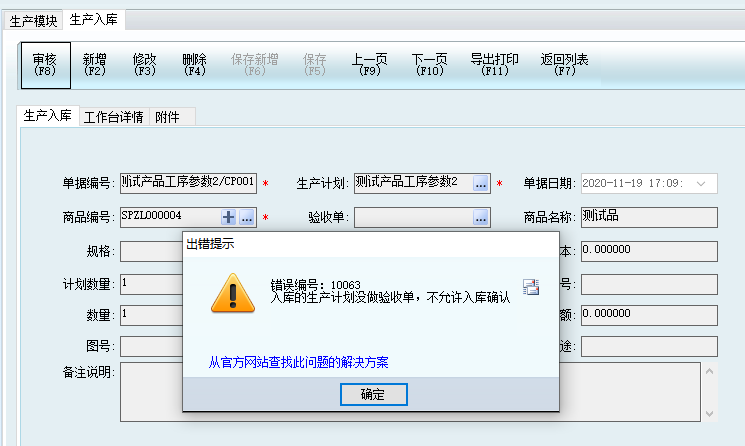 生产模块 生产入库
审核 新增 修改 删除 保存新增 保存 上一页 下一页 导出打印 返回列表
(F8) (F2) (F3) (F4) (F6) (F5) (F9) (F10) (F11) (F7)
生产入库 工作台详情 附件
单据编号: 测试产品工序参数2/CP001 * 生产计划: 测试产品工序参数2 ... * 单据日期: 2020-11-19 17:09:
商品编号: SPZL000004 + ... * 验收单: ... 商品名称: 测试品
出错提示
规格: 本: 0.000000
错误编号：10063
计划数量: 1 号:
入库的生产计划没做验收单，不允许入库确认
数量: 1 额: 0.000000
图号: 途:
从官方网站查找此问题的解决方案
备注说明:
确定